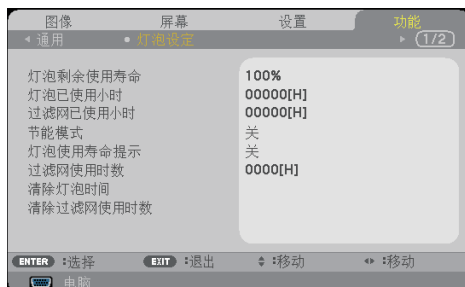 图像 屏幕 设置 功能
◂ 通用 • 灯泡设定 ▸ (1/2)
灯泡剩余使用寿命 100%
灯泡已使用小时 00000[H]
过滤网已使用小时 00000[H]
节能模式 关
灯泡使用寿命提示 关
过滤网使用时数 0000[H]
清除灯泡时间
清除过滤网使用时数
ENTER :选择 EXIT :退出 ♦ :移动 ◂▸ :移动
电脑